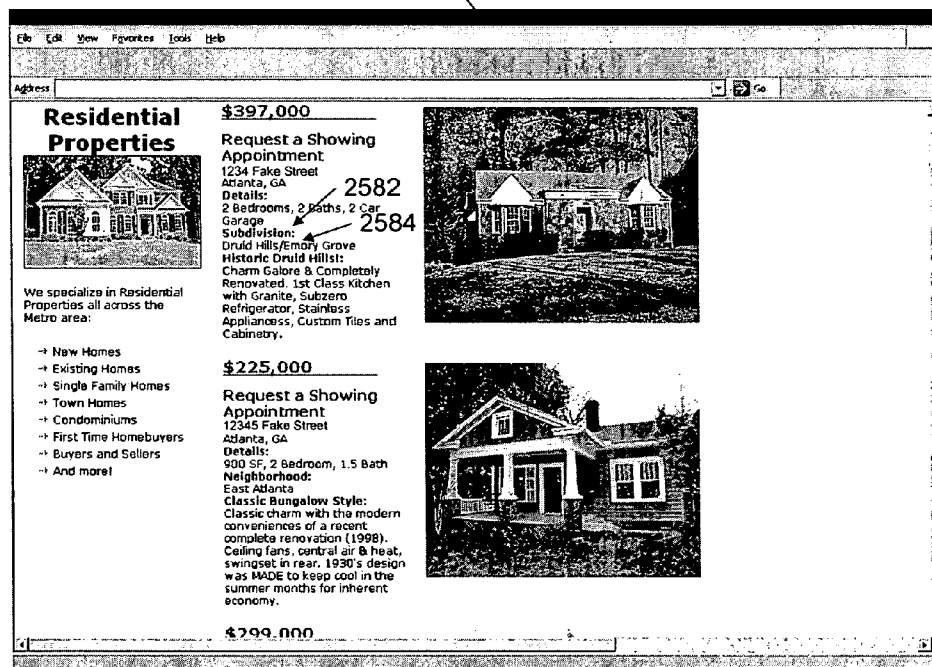 File Edit View Favorites Tools Help
Address
Go
Residential
Properties
We specialize in Residential
Properties all across the
Metro area:
New Homes
Existing Homes
Single Family Homes
Town Homes
Condominiums
First Time Homebuyers
Buyers and Sellers
And more!
$397,000
Request a Showing
Appointment
1234 Fake Street
Atlanta, GA
Details:
2 Bedrooms, 2 Baths, 2 Car
Garage
Subdivision:
Druid Hills/Emory Grove
Historic Druid Hills!:
Charm Galore & Completely
Renovated. 1st Class Kitchen
with Granite, Subzero
Refrigerator, Stainless
Appliancess, Custom Tiles and
Cabinetry.
2582
2584
$225,000
Request a Showing
Appointment
12345 Fake Street
Atlanta, GA
Details:
900 SF, 2 Bedroom, 1.5 Bath
Neighborhood:
East Atlanta
Classic Bungalow Style:
Classic charm with the modern
conveniences of a recent
complete renovation (1998).
Ceiling fans, central air & heat,
swingset in rear. 1930's design
was MADE to keep cool in the
summer months for inherent
economy.
$299,000